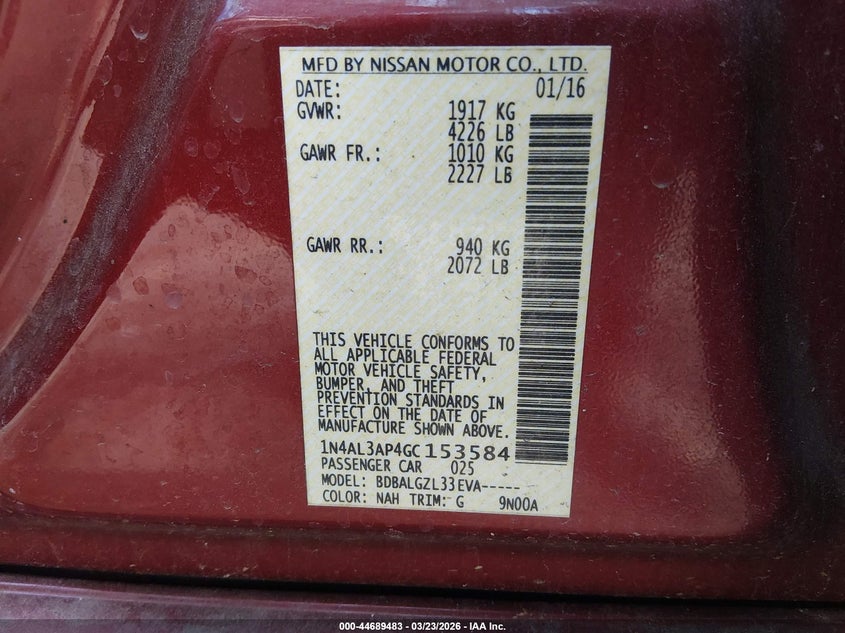 MFD BY NISSAN MOTOR CO., LTD.
DATE: 01/16
GVWR: 1917 KG
4226 LB
GAWR FR.: 1010 KG
2227 LB
GAWR RR.: 940 KG
2072 LB
THIS VEHICLE CONFORMS TO
ALL APPLICABLE FEDERAL
MOTOR VEHICLE SAFETY,
BUMPER, AND THEFT
PREVENTION STANDARDS IN
EFFECT ON THE DATE OF
MANUFACTURE SHOWN ABOVE.
1N4AL3AP4GC153584
PASSENGER CAR 025
MODEL: BDBALGZL33EVA-----
COLOR: NAH TRIM: G 9N00A
000-44689483 - 03/23/2026 - IAA Inc.